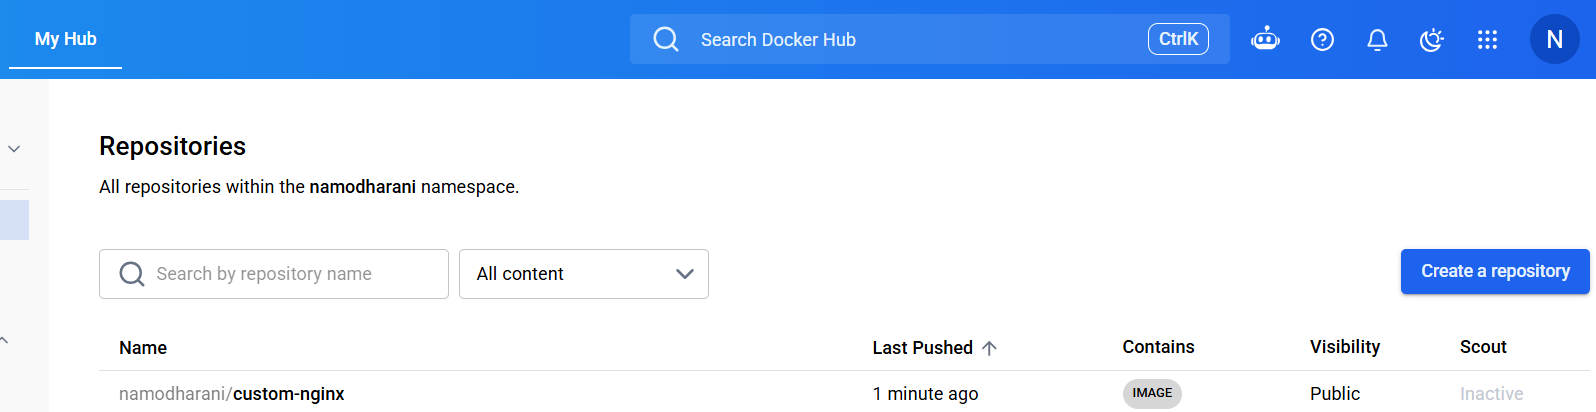 My Hub
Search Docker Hub
CtrlK
N
Repositories
All repositories within the namodharani namespace.
Search by repository name
All content
Create a repository
Name Last Pushed Contains Visibility Scout
namodharani/custom-nginx 1 minute ago IMAGE Public Inactive